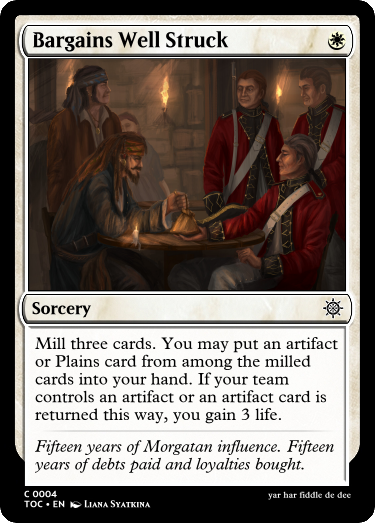 Bargains Well Struck
Sorcery
Mill three cards. You may put an artifact
or Plains card from among the milled
cards into your hand. If your team
controls an artifact or an artifact card is
returned this way, you gain 3 life.
Fifteen years of Morgatan influence. Fifteen
years of debts paid and loyalties bought.
C 0004
TOC • EN Liana Syatkina
yar har fiddle de dee